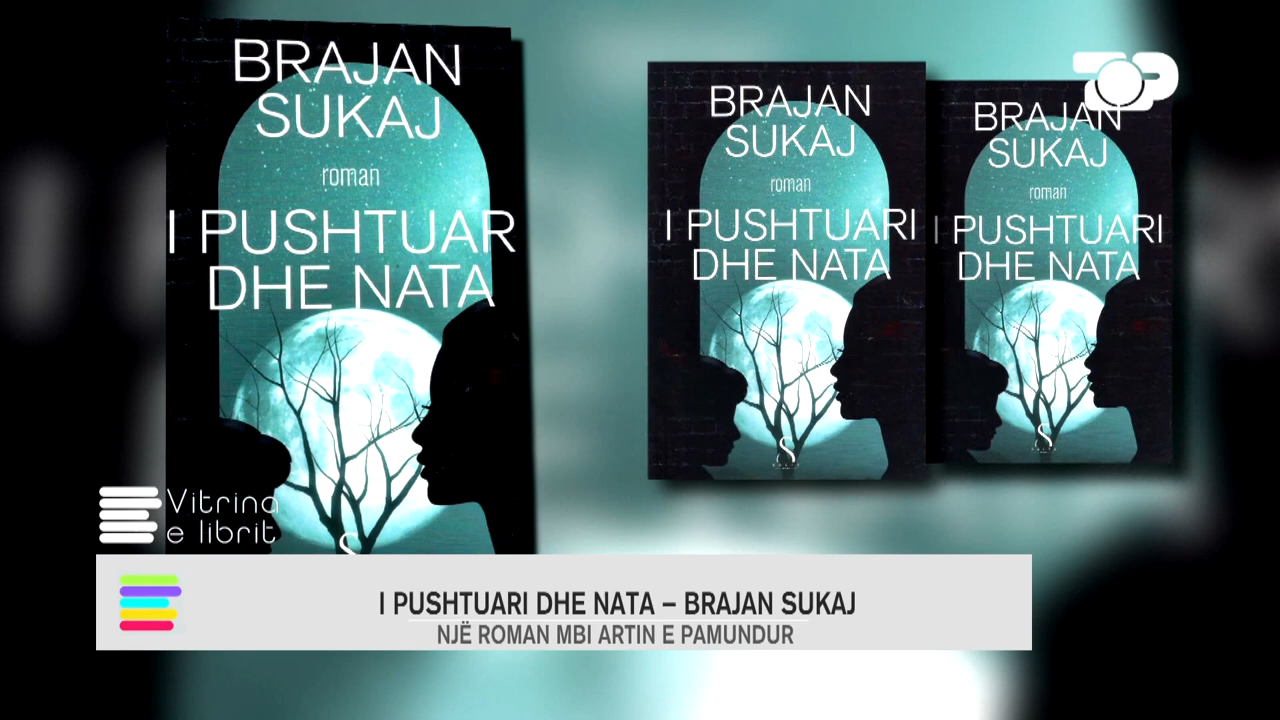 BRAJAN
SUKAJ
roman
I PUSHTUAR
DHE NATA
BRAJAN
SUKAJ
roman
I PUSHTUARI
DHE NATA
BRAJAN
SUKAJ
roman
I PUSHTUARI
DHE NATA
TOP
Vitrina
e librit
I PUSHTUARI DHE NATA – BRAJAN SUKAJ
NJË ROMAN MBI ARTIN E PAMUNDUR